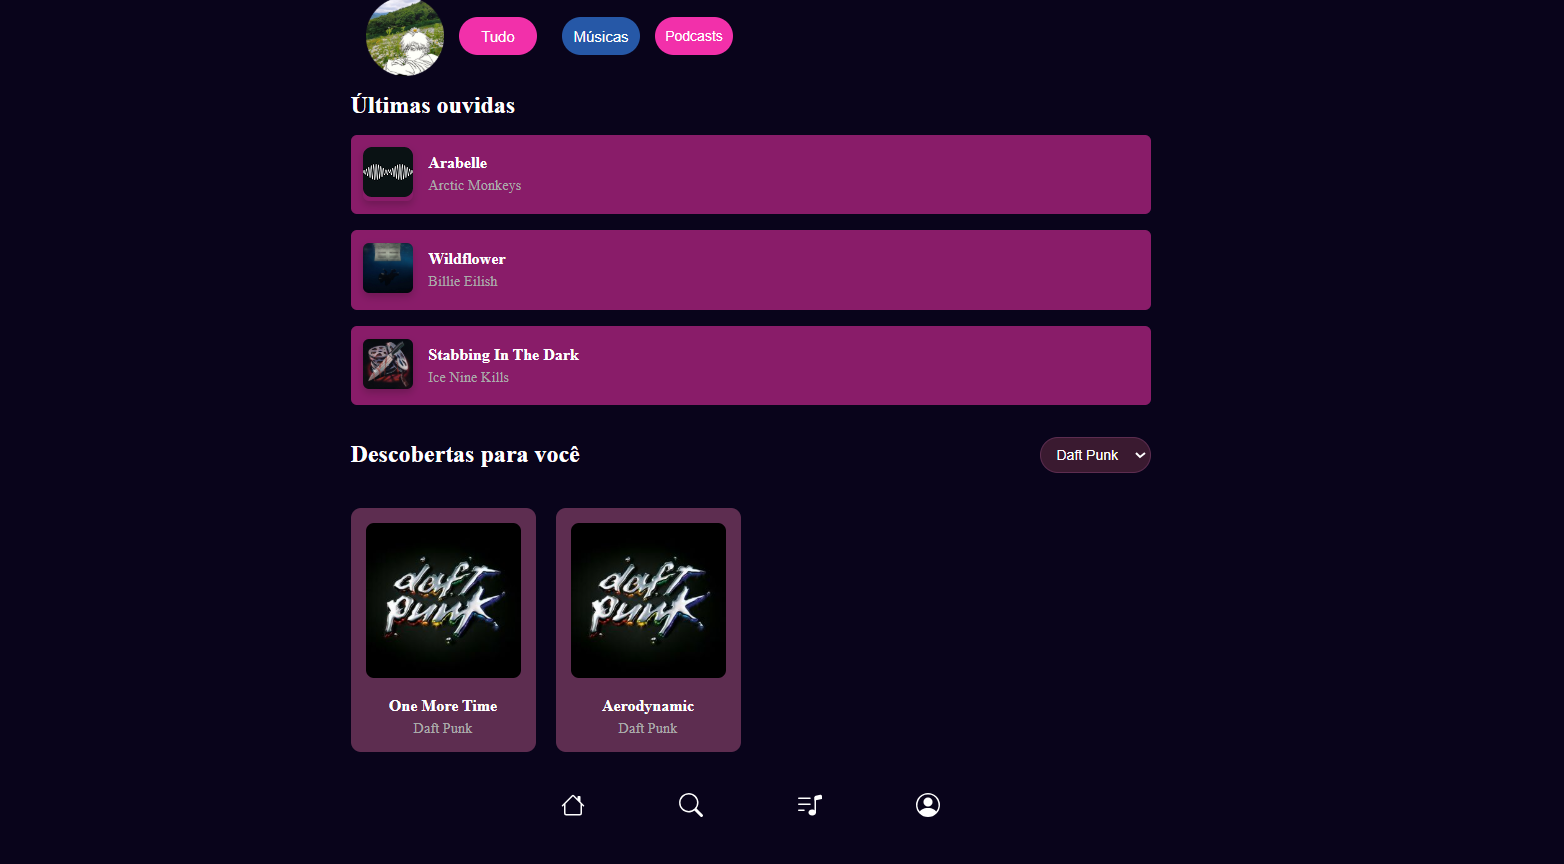 Tudo
Músicas
Podcasts
Últimas ouvidas
Arabelle
Arctic Monkeys
Wildflower
Billie Eilish
Stabbing In The Dark
Ice Nine Kills
Descobertas para você
Daft Punk
daft
punk
daft
punk
One More Time
Daft Punk
Aerodynamic
Daft Punk